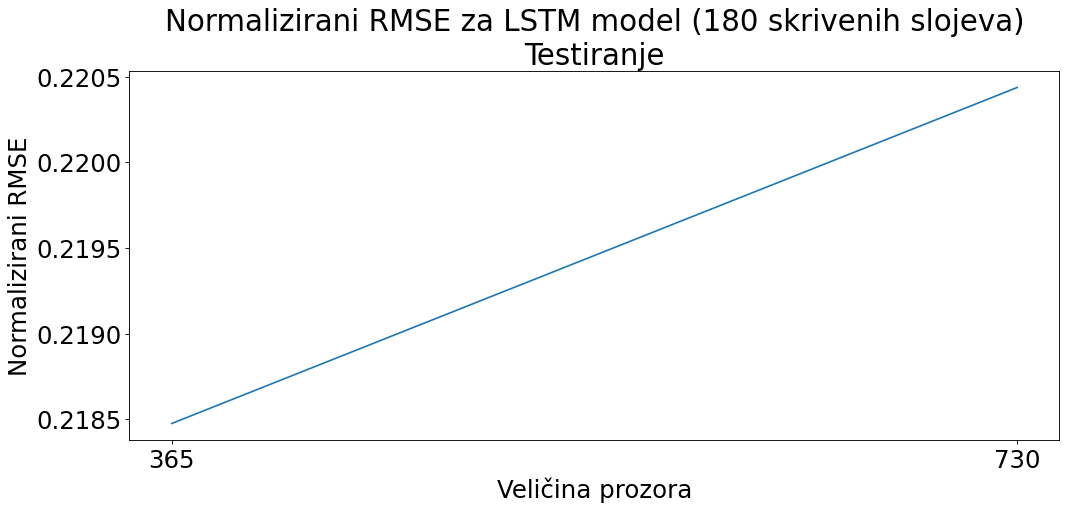 Normalizirani RMSE za LSTM model (180 skrivenih slojeva)
Testiranje
0.2205
0.2200
0.2195
0.2190
0.2185
Normalizirani RMSE
365
730
Veličina prozora